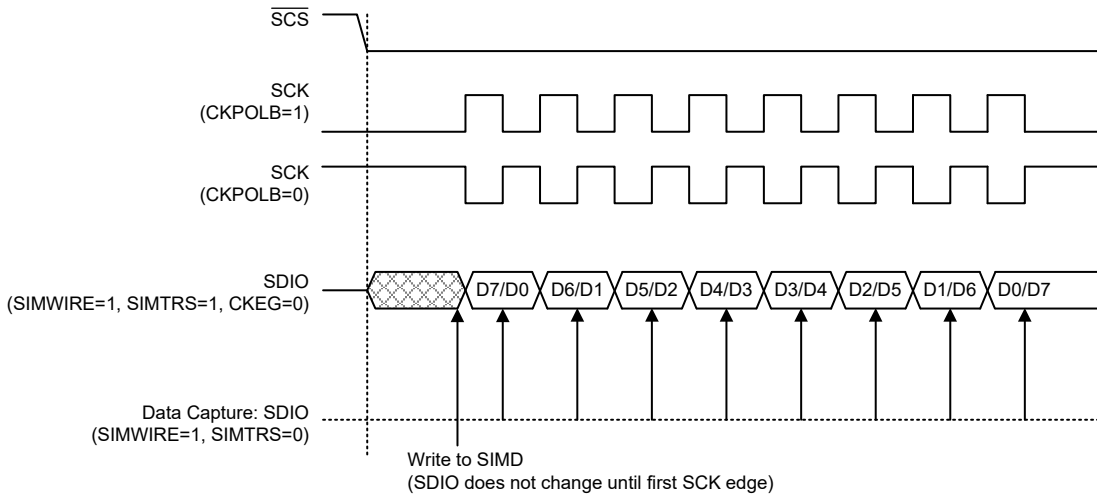 SCS
SCK
(CKPOLB=1)
SCK
(CKPOLB=0)
SDIO
(SIMWIRE=1, SIMTRS=1, CKEG=0)
D7/D0 D6/D1 D5/D2 D4/D3 D3/D4 D2/D5 D1/D6 D0/D7
Data Capture: SDIO
(SIMWIRE=1, SIMTRS=0)
Write to SIMD
(SDIO does not change until first SCK edge)